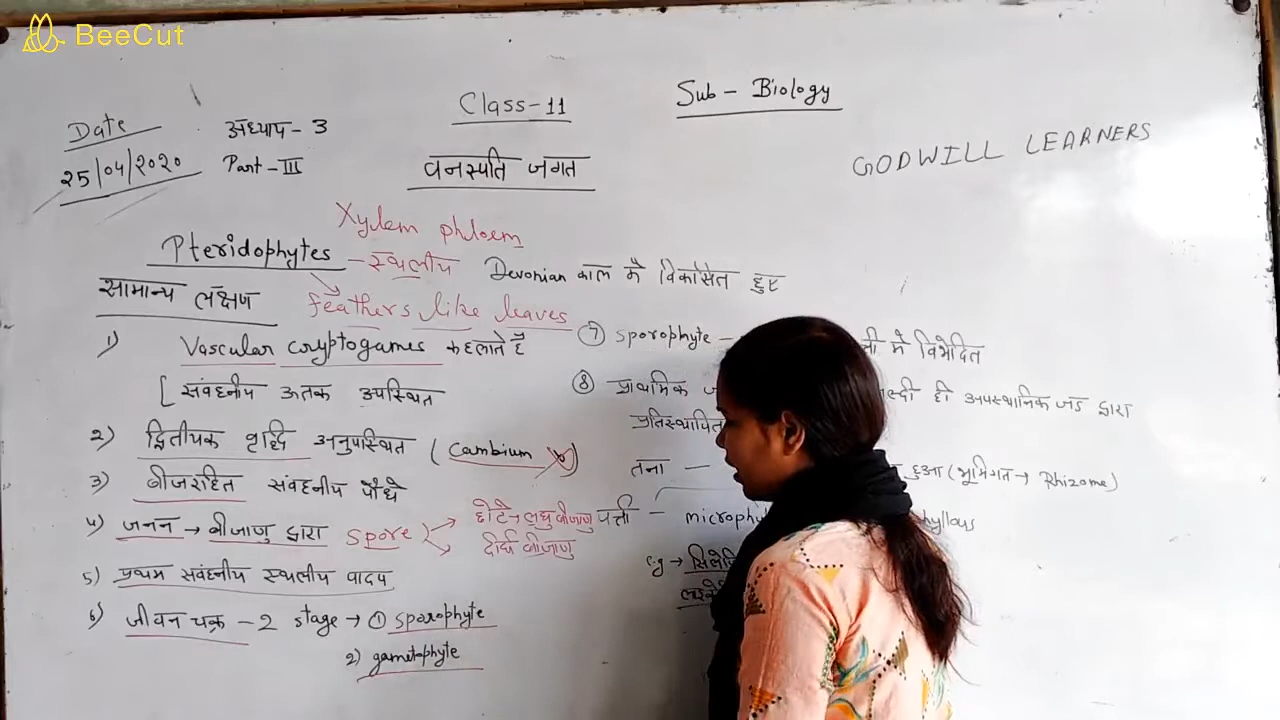 BeeCut
Class-11
Sub - Biology
Date
अध्याय - 3
25/04/2020
Part - III
वनस्पति जगत
GODWILL LEARNERS
Xylem phloem
Pteridophytes - स्थलीय Devonian काल में विकसित हुए
feathers like leaves
सामान्य लक्षण
1) Vascular cryptogames कहलाते हैं
[संवहनीय ऊतक उपस्थित
2) द्वितीयक वृद्धि अनुपस्थित (Cambium X)
3) बीजरहित संवहनीय पौधे
4) जनन → बीजाणु द्वारा spore
छोटे→लघु बीजाणु
दीर्घ बीजाणु
5) प्रथम संवहनीय स्थलीय पादप
6) जीवन चक्र - 2 stage → ① sporophyte
2) gametophyte
⑦ sporophyte - में विभेदित
⑧ प्राथमिक ही अपस्थानिक जड़ द्वारा
प्रतिस्थापित
तना - हुआ (भूमिगत → Rhizome)
पत्ती -
e.g →